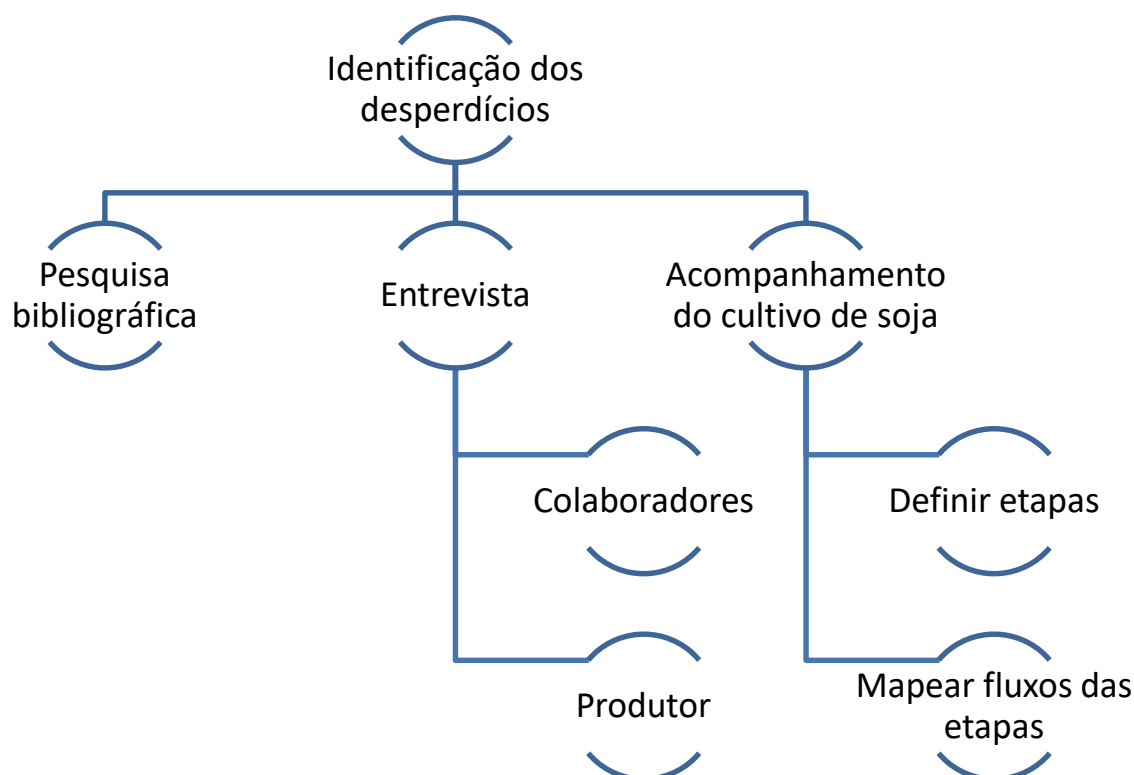 Identificação dos
desperdícios
Pesquisa
bibliográfica
Entrevista
Acompanhamento
do cultivo de soja
Colaboradores
Definir etapas
Produtor
Mapear fluxos das
etapas